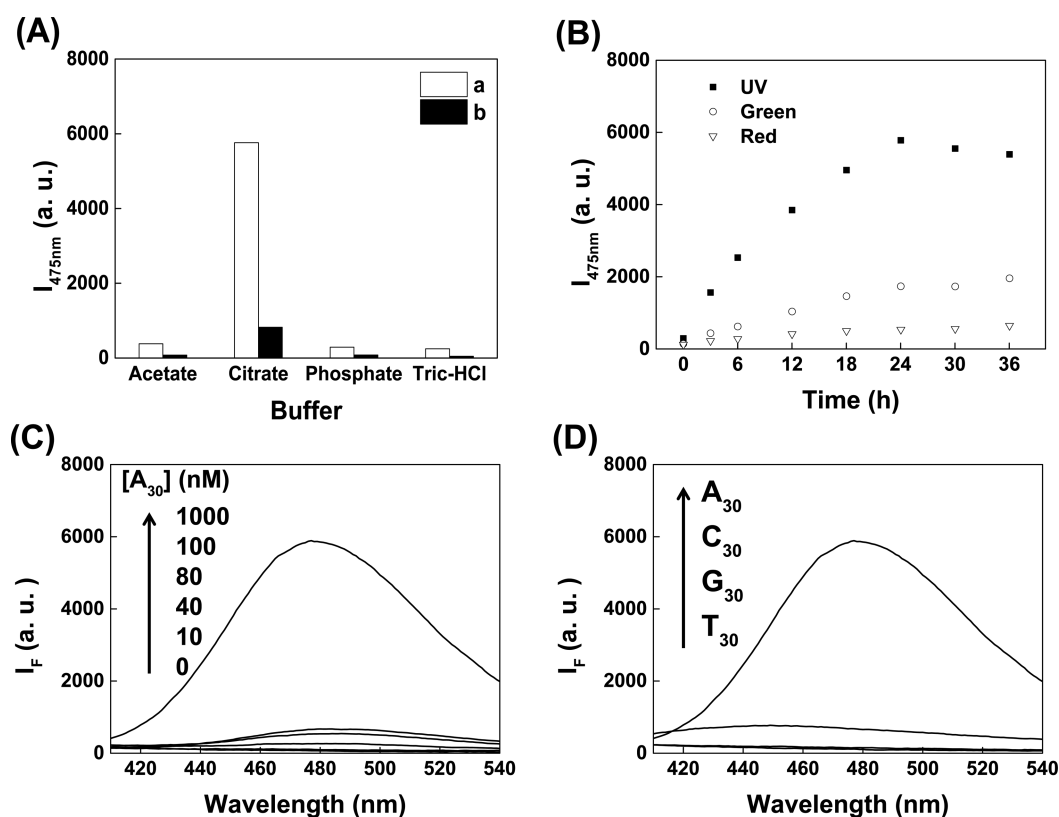 (A)
8000
6000
4000
2000
0
I475nm (a. u.)
a
b
Acetate Citrate Phosphate Tric-HCl
Buffer
(B)
8000
6000
4000
2000
0
I475nm (a. u.)
UV
Green
Red
0 6 12 18 24 30 36
Time (h)
(C)
8000
6000
4000
2000
0
IF (a. u.)
[A30] (nM)
1000
100
80
40
10
0
420 440 460 480 500 520 540
Wavelength (nm)
(D)
8000
6000
4000
2000
0
IF (a. u.)
A30
C30
G30
T30
420 440 460 480 500 520 540
Wavelength (nm)